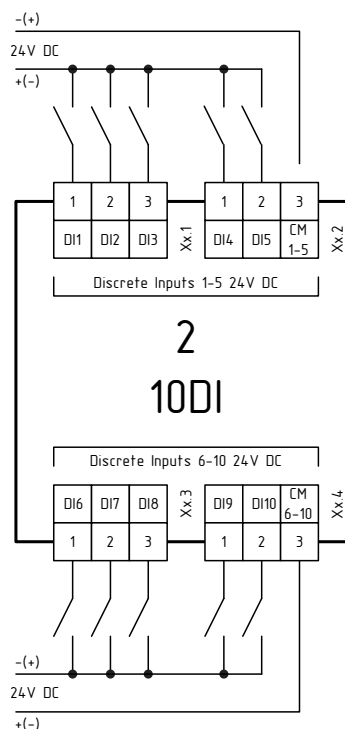 -(+)
24V DC
+(-)
1 2 3 1 2 3
DI1 DI2 DI3 Xx.1 DI4 DI5 CM 1-5 Xx.2
Discrete Inputs 1-5 24V DC
2
10DI
Discrete Inputs 6-10 24V DC
DI6 DI7 DI8 Xx.3 DI9 DI10 CM 6-10 Xx.4
1 2 3 1 2 3
-(+)
24V DC
+(-)